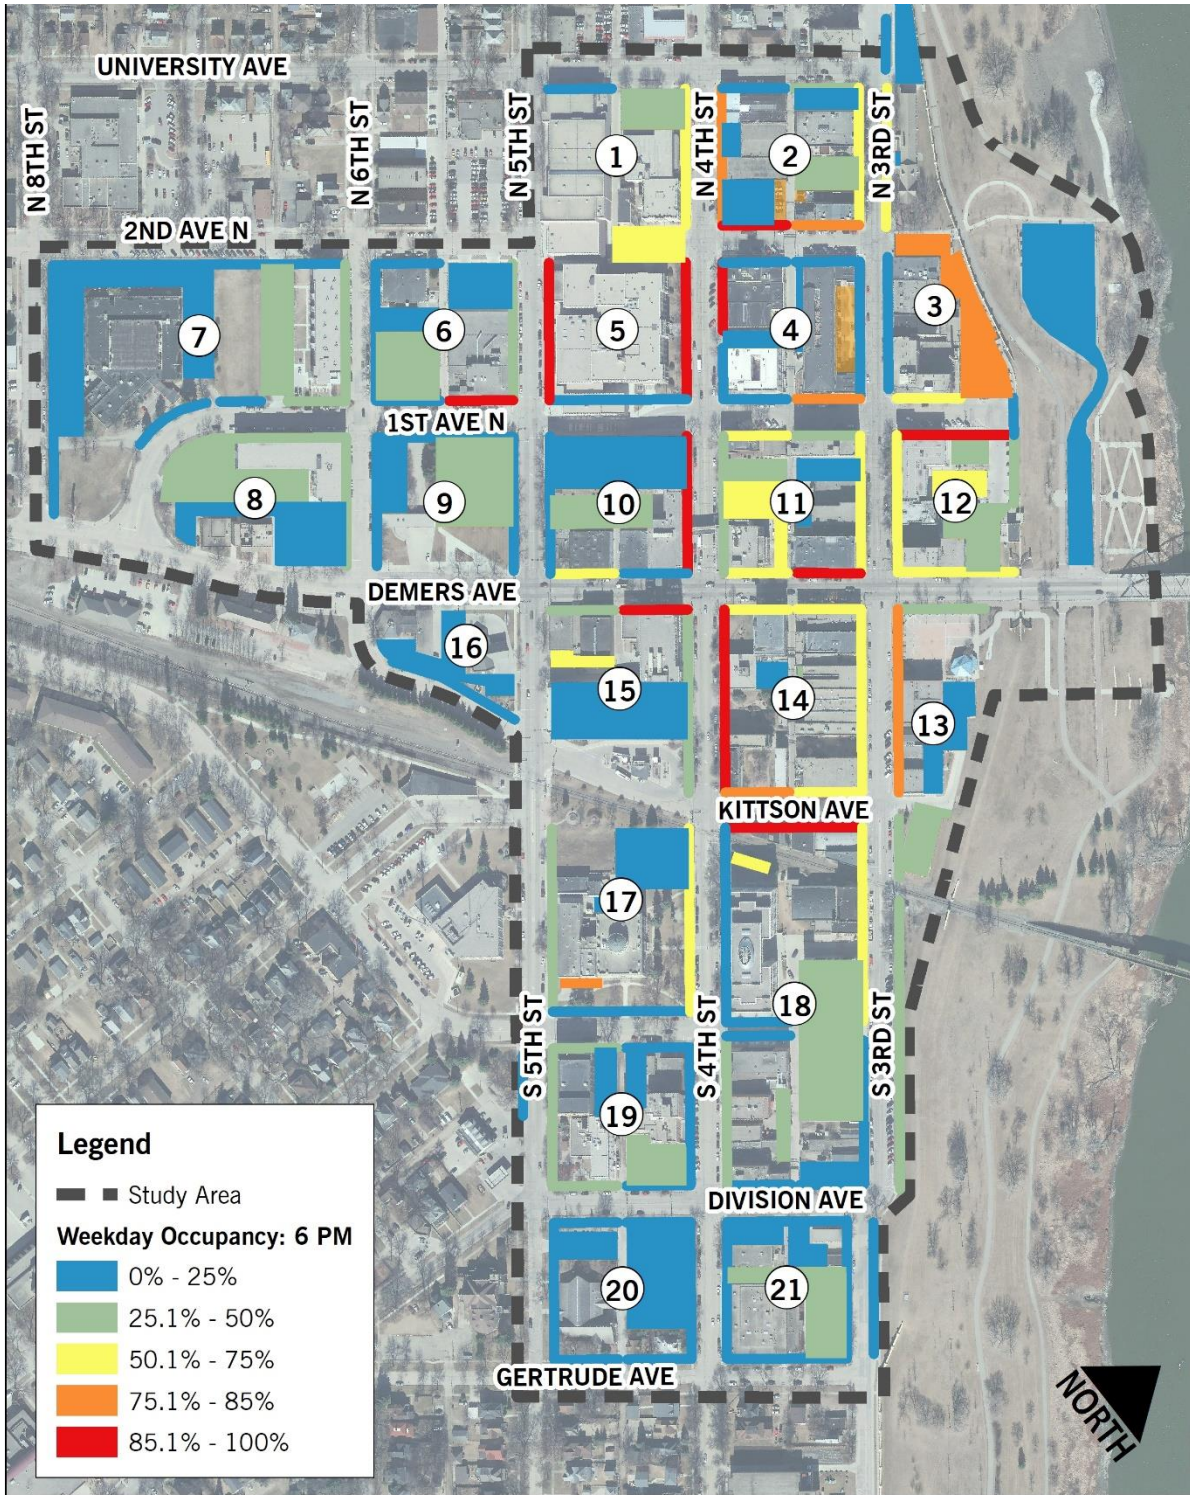 UNIVERSITY AVE
N 8TH ST
N 6TH ST
N 5TH ST
N 4TH ST
N 3RD ST
1
2
2ND AVE N
3
4
5
6
7
1ST AVE N
8
9
10
11
12
DEMERS AVE
16
15
14
13
KITTSON AVE
17
18
S 5TH ST
S 4TH ST
S 3RD ST
19
DIVISION AVE
20
21
GERTRUDE AVE
NORTH
Legend
Study Area
Weekday Occupancy: 6 PM
0% - 25%
25.1% - 50%
50.1% - 75%
75.1% - 85%
85.1% - 100%